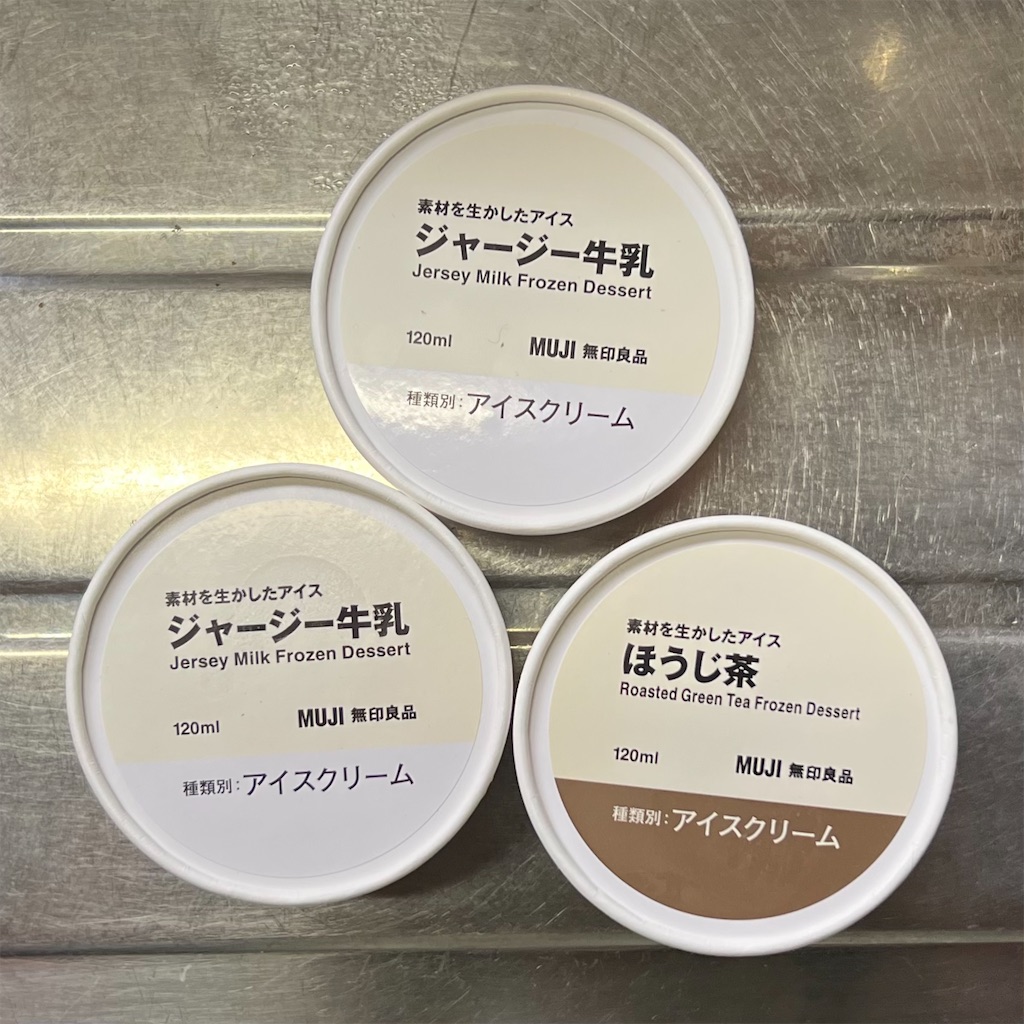 素材を生かしたアイス
ジャージー牛乳
Jersey Milk Frozen Dessert
120ml MUJI 無印良品
種類別:アイスクリーム
素材を生かしたアイス
ジャージー牛乳
Jersey Milk Frozen Dessert
120ml MUJI 無印良品
種類別:アイスクリーム
素材を生かしたアイス
ほうじ茶
Roasted Green Tea Frozen Dessert
120ml MUJI 無印良品
種類別:アイスクリーム